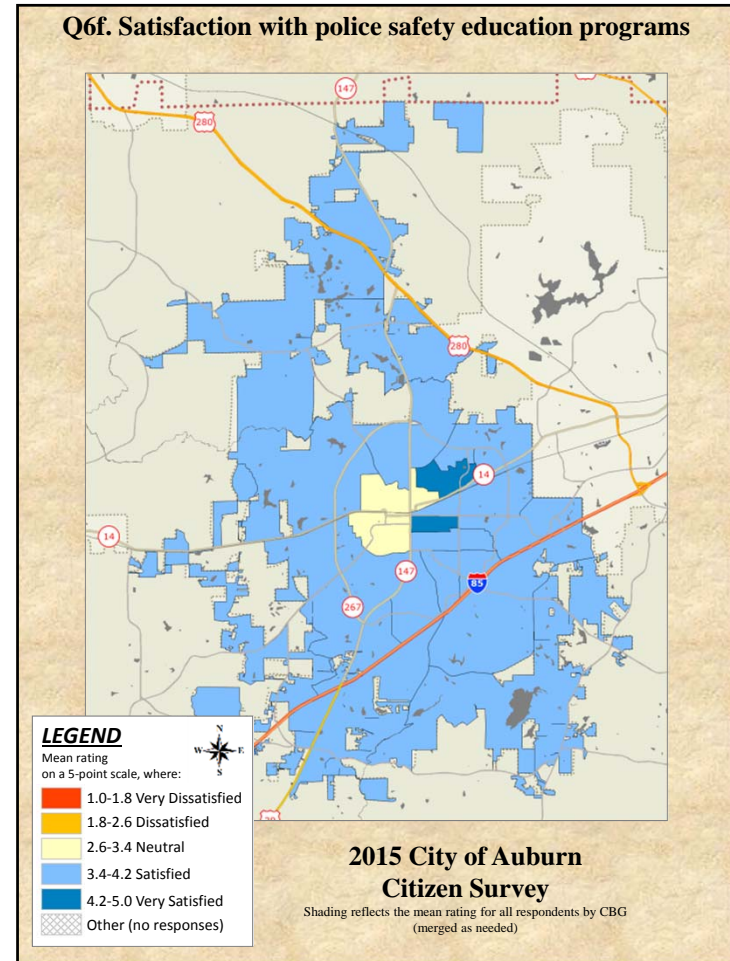 Q6f. Satisfaction with police safety education programs
147
280
280
14
14
147
85
267
LEGEND
Mean rating
on a 5-point scale, where:
N
W E
S
1.0-1.8 Very Dissatisfied
1.8-2.6 Dissatisfied
2.6-3.4 Neutral
3.4-4.2 Satisfied
4.2-5.0 Very Satisfied
Other (no responses)
2015 City of Auburn
Citizen Survey
Shading reflects the mean rating for all respondents by CBG
(merged as needed)